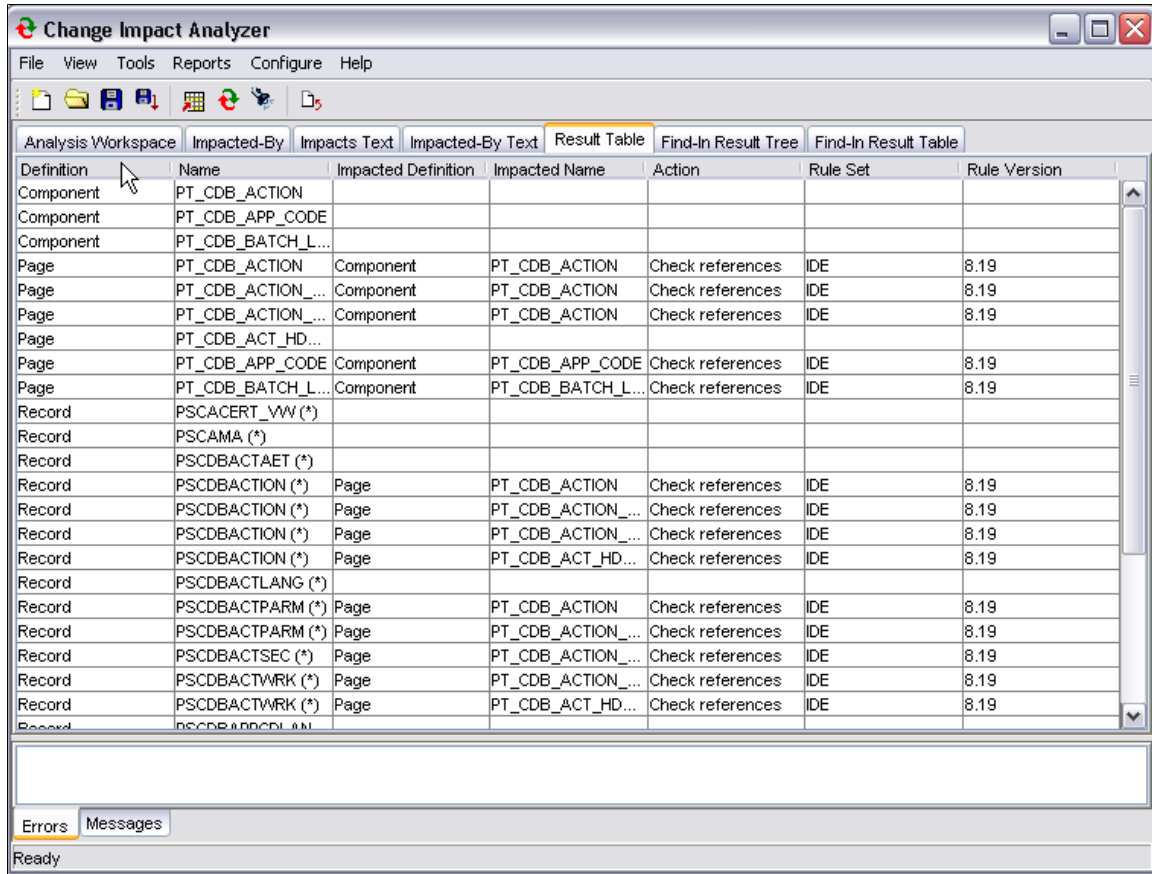 Change Impact Analyzer
File View Tools Reports Configure Help
Analysis Workspace Impacted-By Impacts Text Impacted-By Text Result Table Find-In Result Tree Find-In Result Table
Definition Name Impacted Definition Impacted Name Action Rule Set Rule Version
Component PT_CDB_ACTION
Component PT_CDB_APP_CODE
Component PT_CDB_BATCH_L...
Page PT_CDB_ACTION Component PT_CDB_ACTION Check references IDE 8.19
Page PT_CDB_ACTION_... Component PT_CDB_ACTION Check references IDE 8.19
Page PT_CDB_ACTION_... Component PT_CDB_ACTION Check references IDE 8.19
Page PT_CDB_ACT_HD...
Page PT_CDB_APP_CODE Component PT_CDB_APP_CODE Check references IDE 8.19
Page PT_CDB_BATCH_L... Component PT_CDB_BATCH_L... Check references IDE 8.19
Record PSCACERT_VW (*)
Record PSCAMA (*)
Record PSCDBACTAET (*)
Record PSCDBACTION (*) Page PT_CDB_ACTION Check references IDE 8.19
Record PSCDBACTION (*) Page PT_CDB_ACTION_... Check references IDE 8.19
Record PSCDBACTION (*) Page PT_CDB_ACTION_... Check references IDE 8.19
Record PSCDBACTION (*) Page PT_CDB_ACT_HD... Check references IDE 8.19
Record PSCDBACTLANG (*)
Record PSCDBACTPARM (*) Page PT_CDB_ACTION Check references IDE 8.19
Record PSCDBACTPARM (*) Page PT_CDB_ACTION_... Check references IDE 8.19
Record PSCDBACTSEC (*) Page PT_CDB_ACTION_... Check references IDE 8.19
Record PSCDBACTWRK (*) Page PT_CDB_ACTION_... Check references IDE 8.19
Record PSCDBACTWRK (*) Page PT_CDB_ACT_HD... Check references IDE 8.19
Record
Errors Messages
Ready